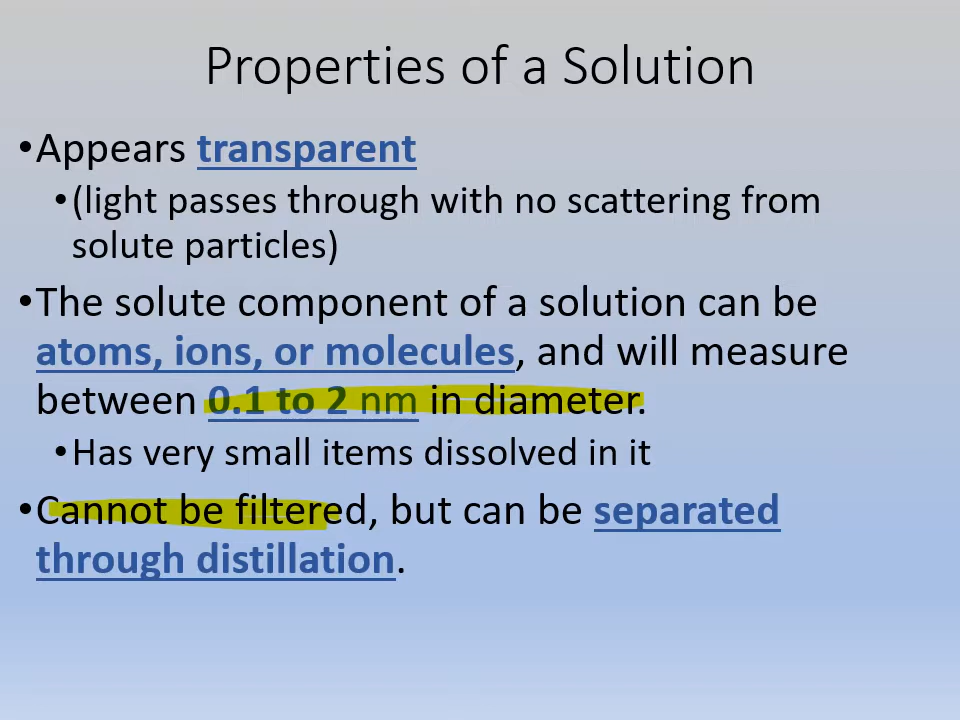 Properties of a Solution
•Appears transparent
•(light passes through with no scattering from
solute particles)
•The solute component of a solution can be
atoms, ions, or molecules, and will measure
between 0.1 to 2 nm in diameter.
•Has very small items dissolved in it
•Cannot be filtered, but can be separated
through distillation.